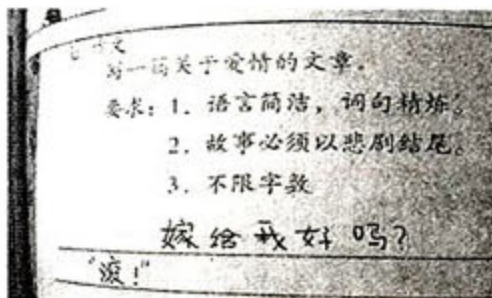 写一篇关于爱情的文章。
要求：1. 语言简洁，词句精炼。
2. 故事必须以悲剧结尾。
3. 不限字数
嫁给我好吗？
“滚！”